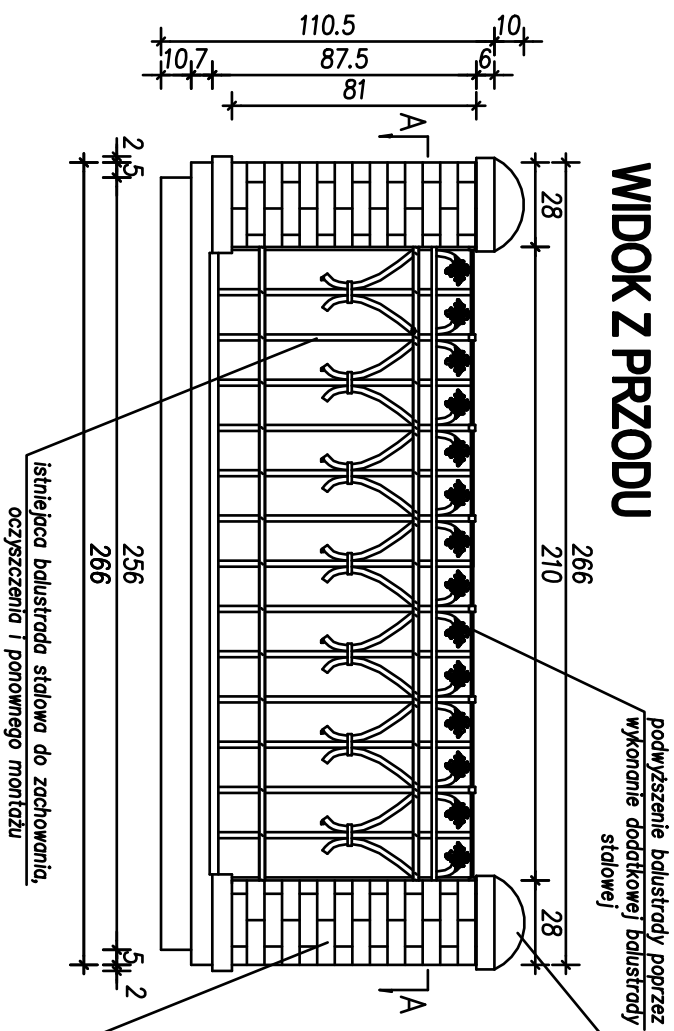 WIDOK Z PRZODU
podwyższenie balustrady poprzez
wykonanie dodatkowej balustrady
stalowej
266
28
210
28
A
A
10
110.5
6
87.5
10,7
81
2
5
256
5
2
266
istniejaca balustrada stalowa do zachowania,
oczyszczenia i ponownego montażu